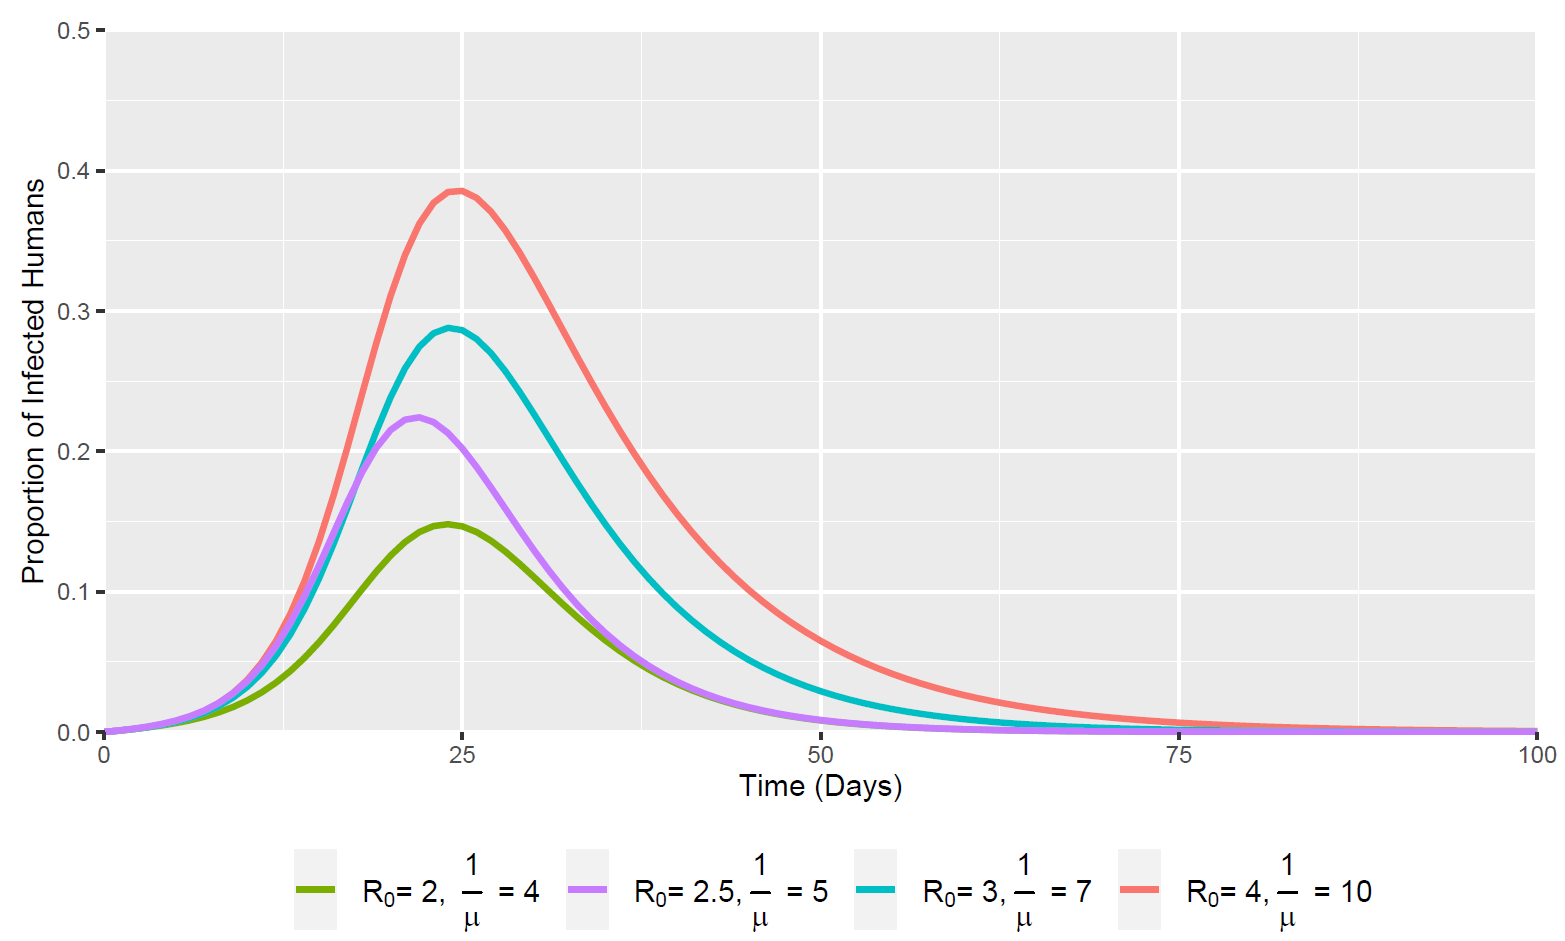 0.5
0.4
0.3
0.2
0.1
0.0
Proportion of Infected Humans
0 25 50 75 100
Time (Days)
R₀= 2, 1/μ = 4
R₀= 2.5, 1/μ = 5
R₀= 3, 1/μ = 7
R₀= 4, 1/μ = 10